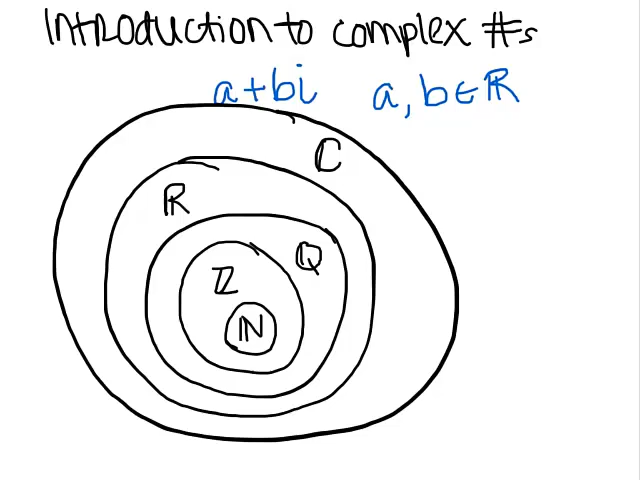 Introduction to complex #s
a+bi a, b ∈ ℝ
ℂ
ℝ
ℚ
ℤ
ℕ